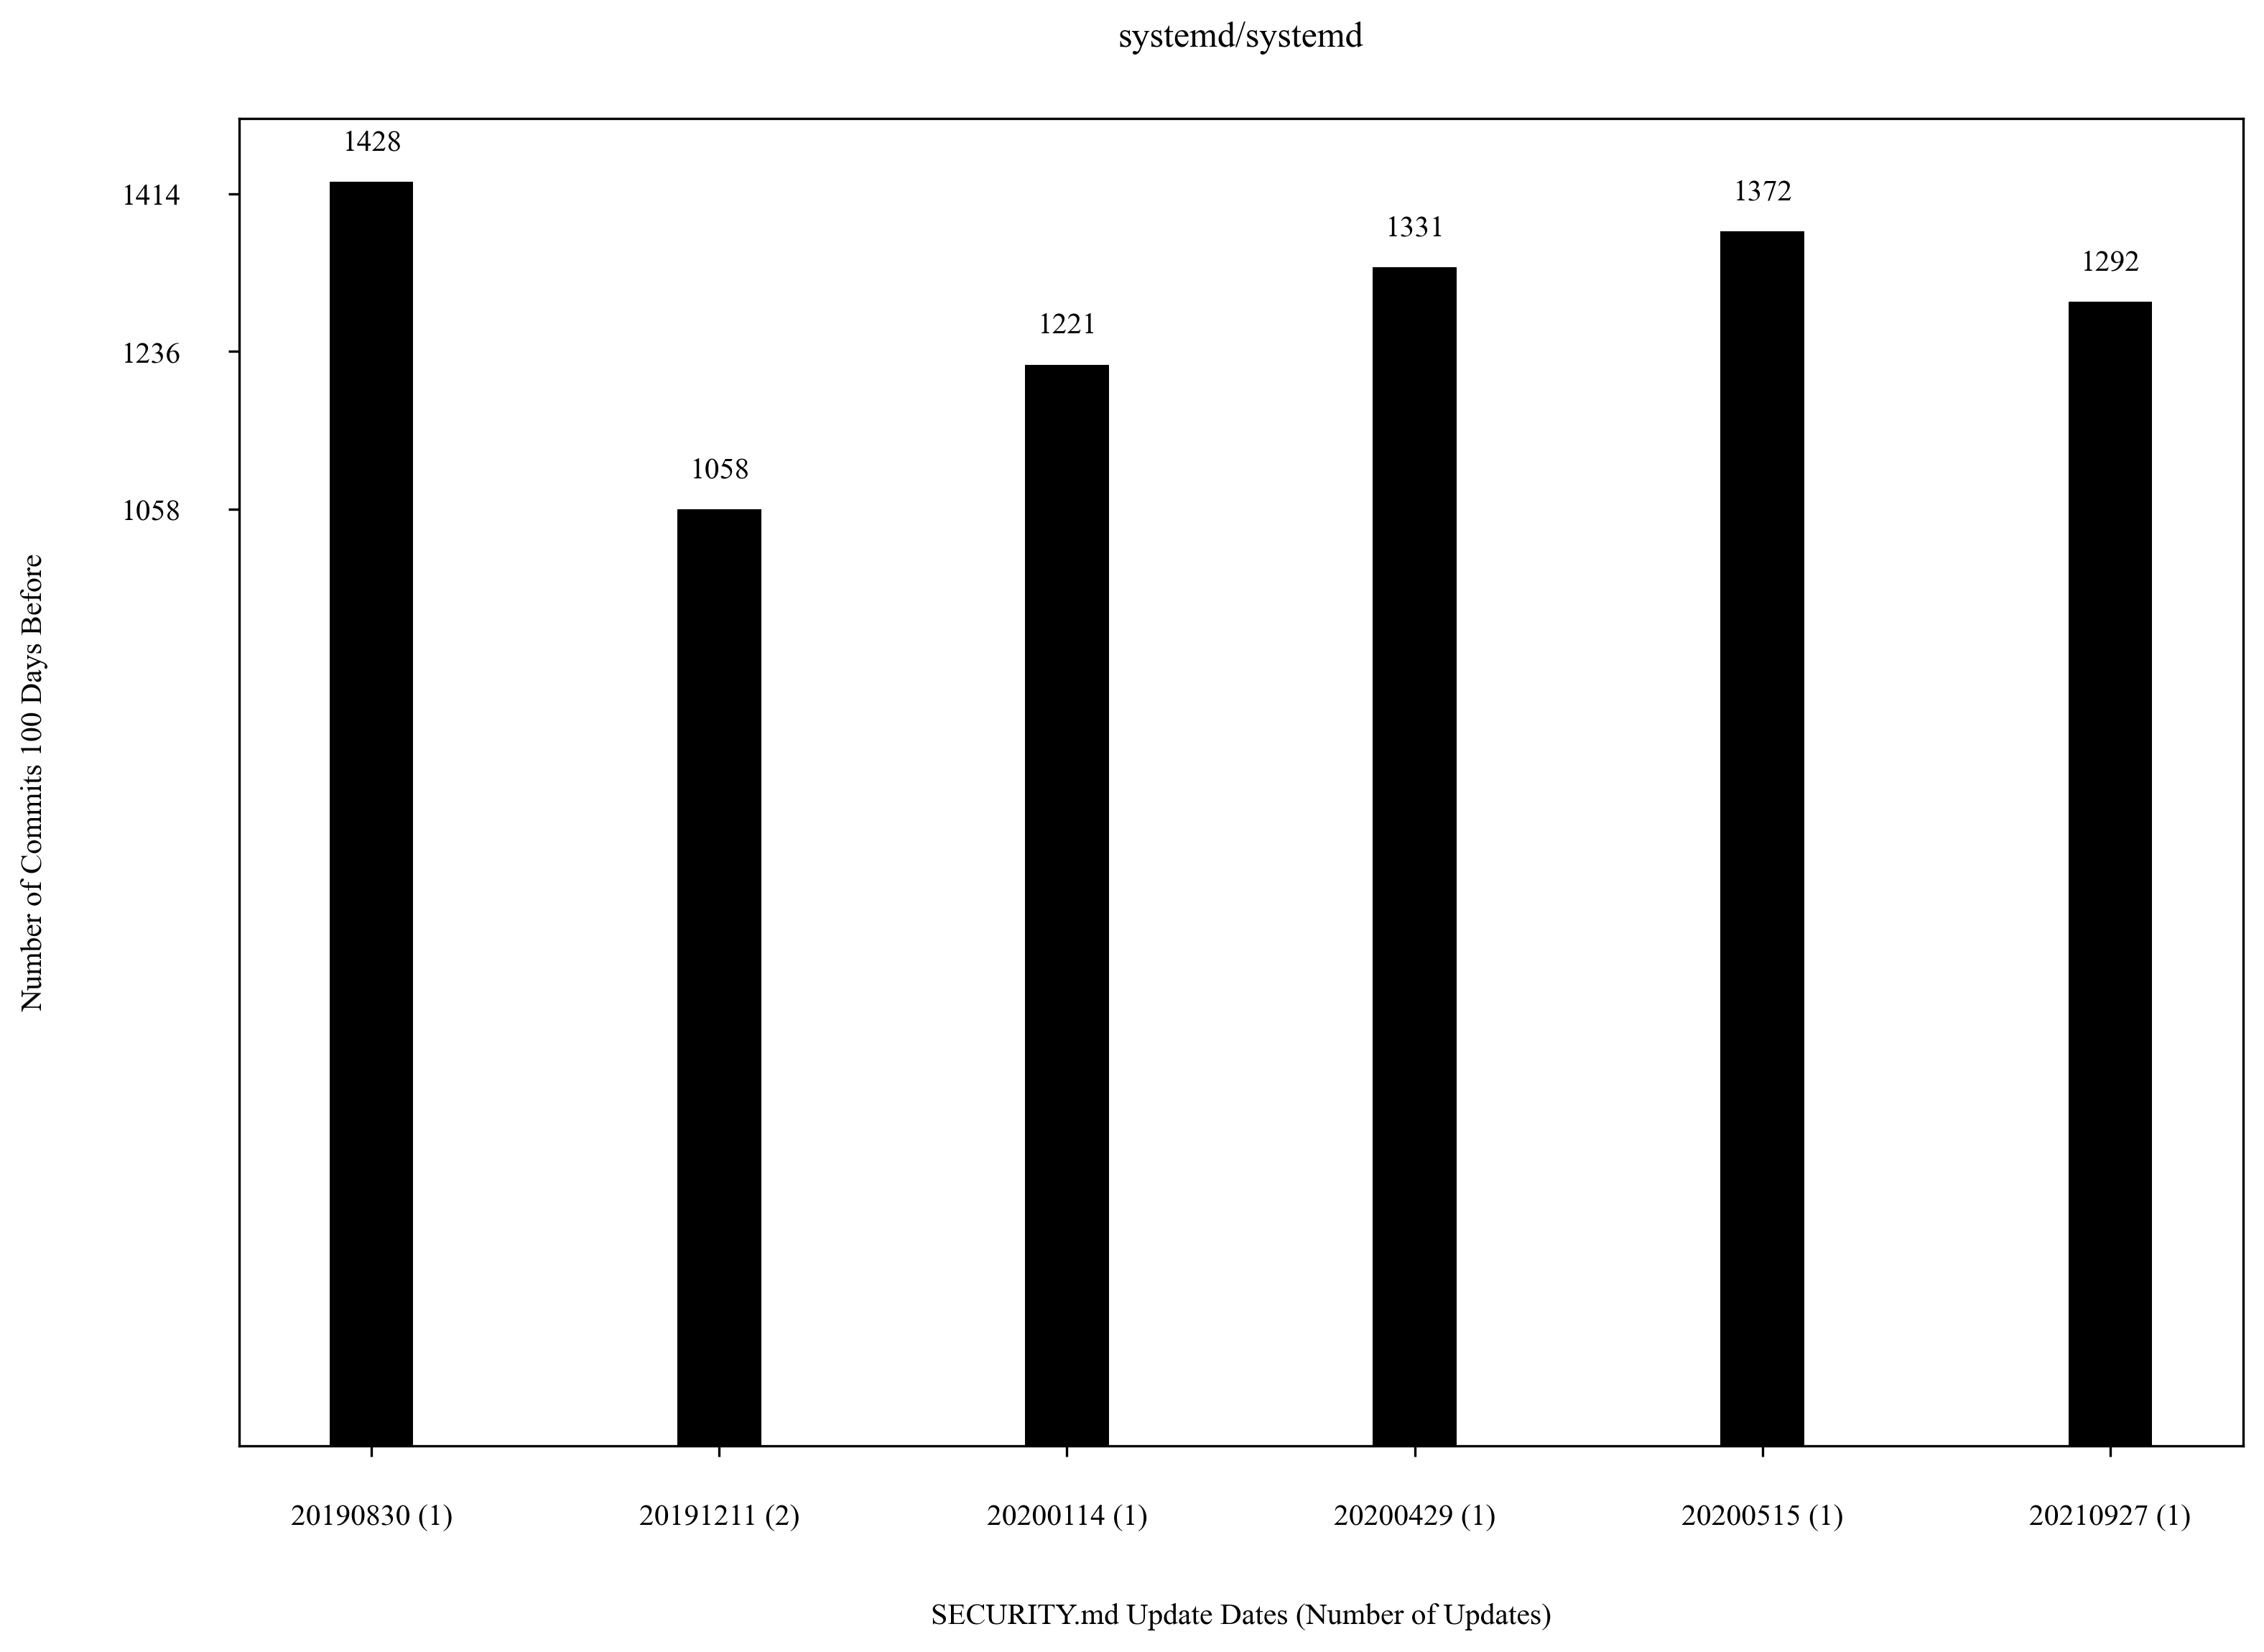 systemd/systemd
1428
1414
1372
1331
1292
1236
1221
1058
1058
Number of Commits 100 Days Before
20190830 (1) 20191211 (2) 20200114 (1) 20200429 (1) 20200515 (1) 20210927 (1)
SECURITY.md Update Dates (Number of Updates)